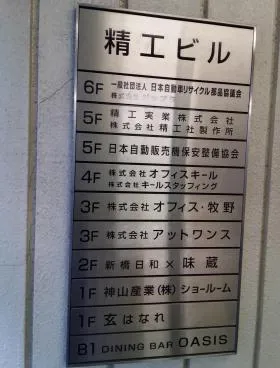 精工ビル
6F 一般社団法人 日本自動車リサイクル部品協議会
株式会社
5F 精工実業株式会社
株式会社精工社製作所
5F 日本自動販売機保安整備協会
4F 株式会社オフィスキール
株式会社キールスタッフィング
3F 株式会社オフィス・牧野
3F 株式会社アットワンス
2F 新橋日和×味蔵
1F 神山産業(株)ショールーム
1F 玄はなれ
B1 DINING BAR OASIS